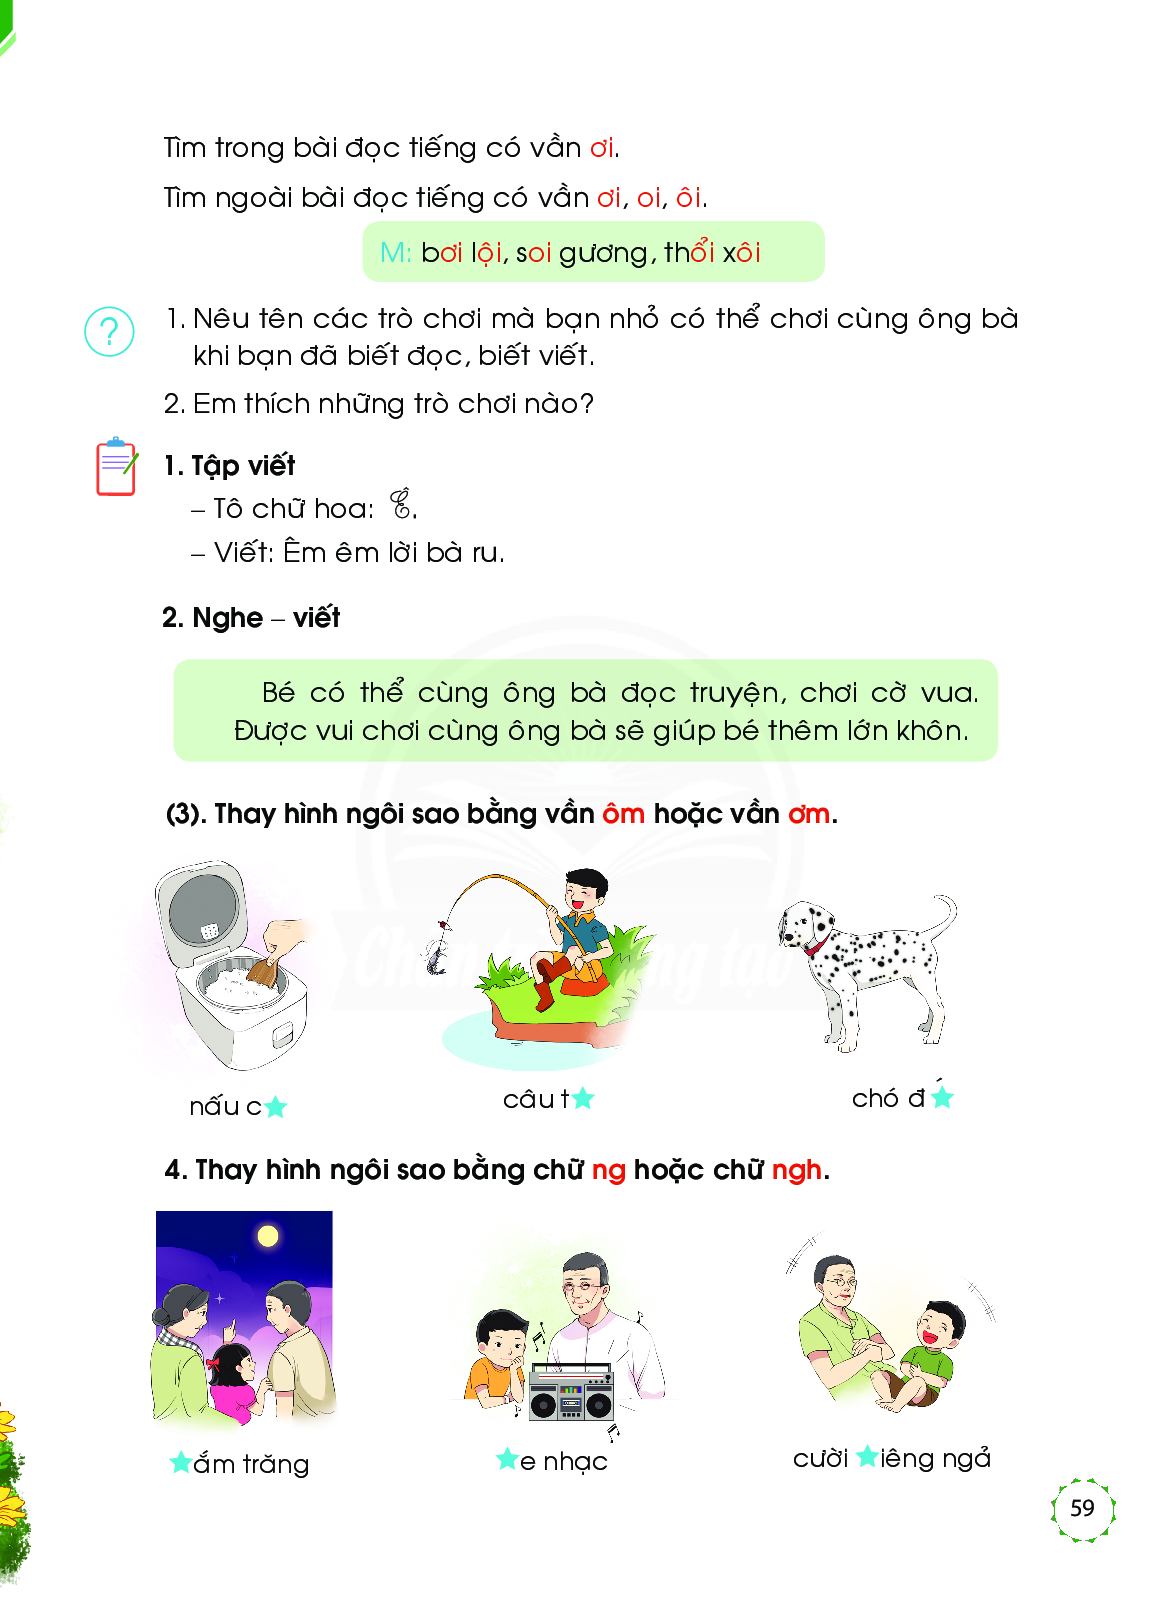 Tìm trong bài đọc tiếng có vần ơi.
Tìm ngoài bài đọc tiếng có vần ơi, oi, ôi.
M: bơi lội, soi gương, thổi xôi
?
1. Nêu tên các trò chơi mà bạn nhỏ có thể chơi cùng ông bà
khi bạn đã biết đọc, biết viết.
2. Em thích những trò chơi nào?
1. Tập viết
– Tô chữ hoa: Ê.
– Viết: Êm êm lời bà ru.
2. Nghe – viết
Bé có thể cùng ông bà đọc truyện, chơi cờ vua.
Được vui chơi cùng ông bà sẽ giúp bé thêm lớn khôn.
(3). Thay hình ngôi sao bằng vần ôm hoặc vần ơm.
nấu c★
câu t★
chó đ ★́
4. Thay hình ngôi sao bằng chữ ng hoặc chữ ngh.
★ắm trăng
★e nhạc
cười ★iêng ngả
59